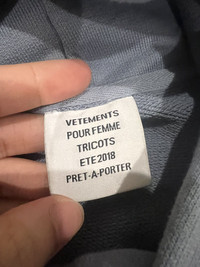 VETEMENTS
POUR FEMME
TRICOTS
ETE 2018
PRET-A-PORTER